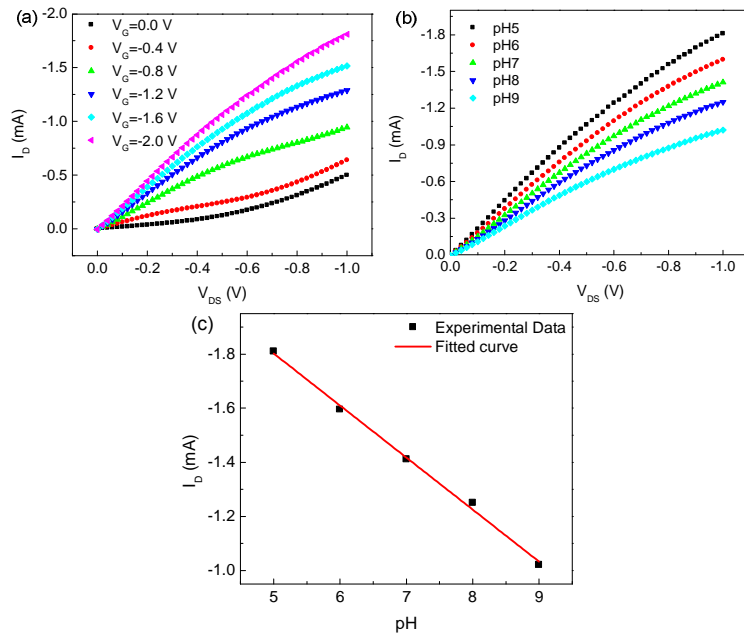 (a)
V_G=0.0 V
V_G=-0.4 V
V_G=-0.8 V
V_G=-1.2 V
V_G=-1.6 V
V_G=-2.0 V
-2.0
-1.5
-1.0
-0.5
0.0
I_D (mA)
0.0 -0.2 -0.4 -0.6 -0.8 -1.0
V_DS (V)
(b)
pH5
pH6
pH7
pH8
pH9
-1.8
-1.5
-1.2
-0.9
-0.6
-0.3
0.0
I_D (mA)
0.0 -0.2 -0.4 -0.6 -0.8 -1.0
V_DS (V)
(c)
Experimental Data
Fitted curve
-1.8
-1.6
-1.4
-1.2
-1.0
I_D (mA)
5 6 7 8 9
pH